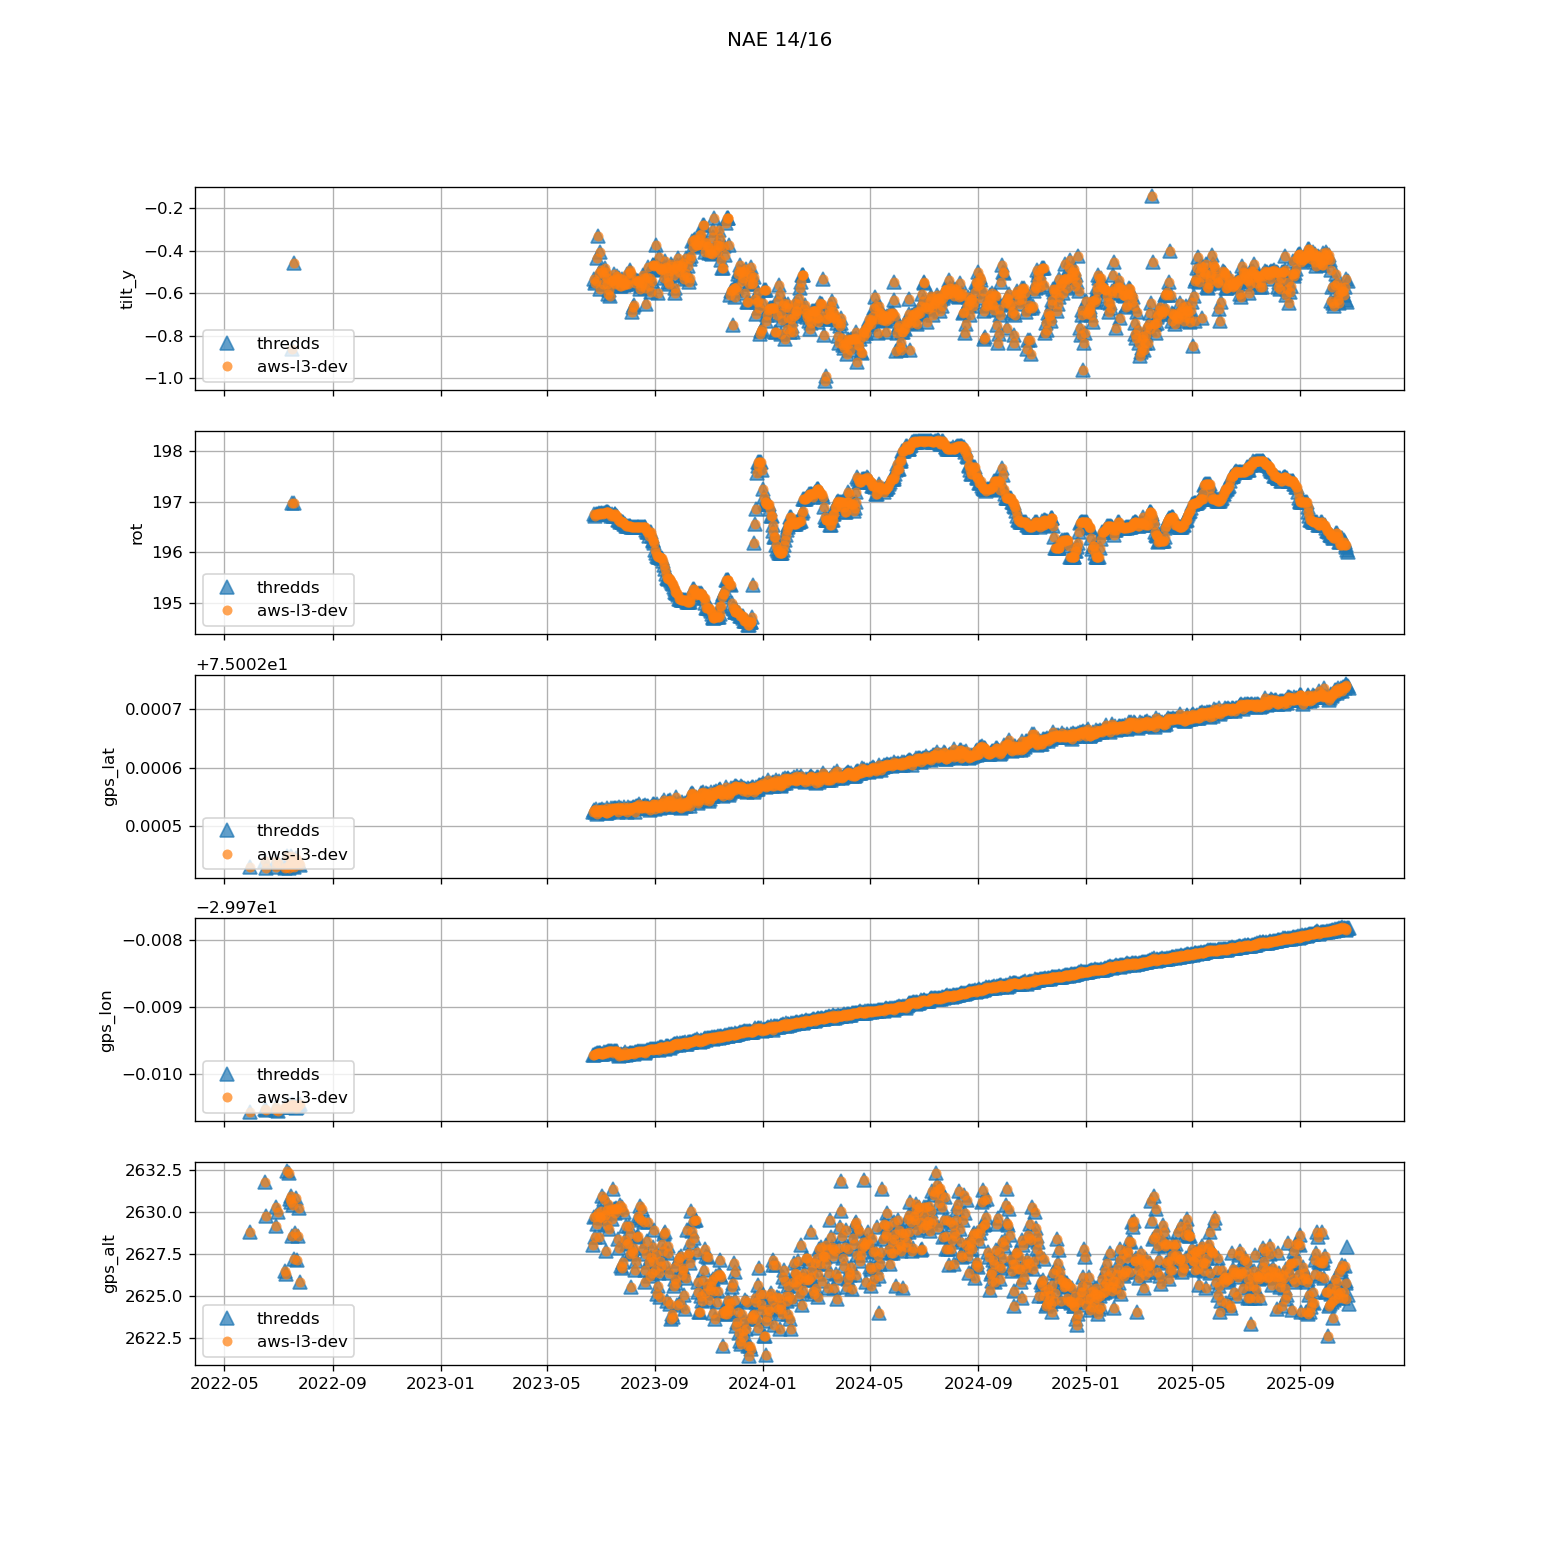 NAE 14/16
−0.2
−0.4
−0.6
−0.8
−1.0
tilt_y
thredds
aws-l3-dev
198
197
196
195
rot
thredds
aws-l3-dev
+7.5002e1
0.0007
0.0006
0.0005
gps_lat
thredds
aws-l3-dev
−2.997e1
−0.008
−0.009
−0.010
gps_lon
thredds
aws-l3-dev
2632.5
2630.0
2627.5
2625.0
2622.5
gps_alt
thredds
aws-l3-dev
2022-05 2022-09 2023-01 2023-05 2023-09 2024-01 2024-05 2024-09 2025-01 2025-05 2025-09